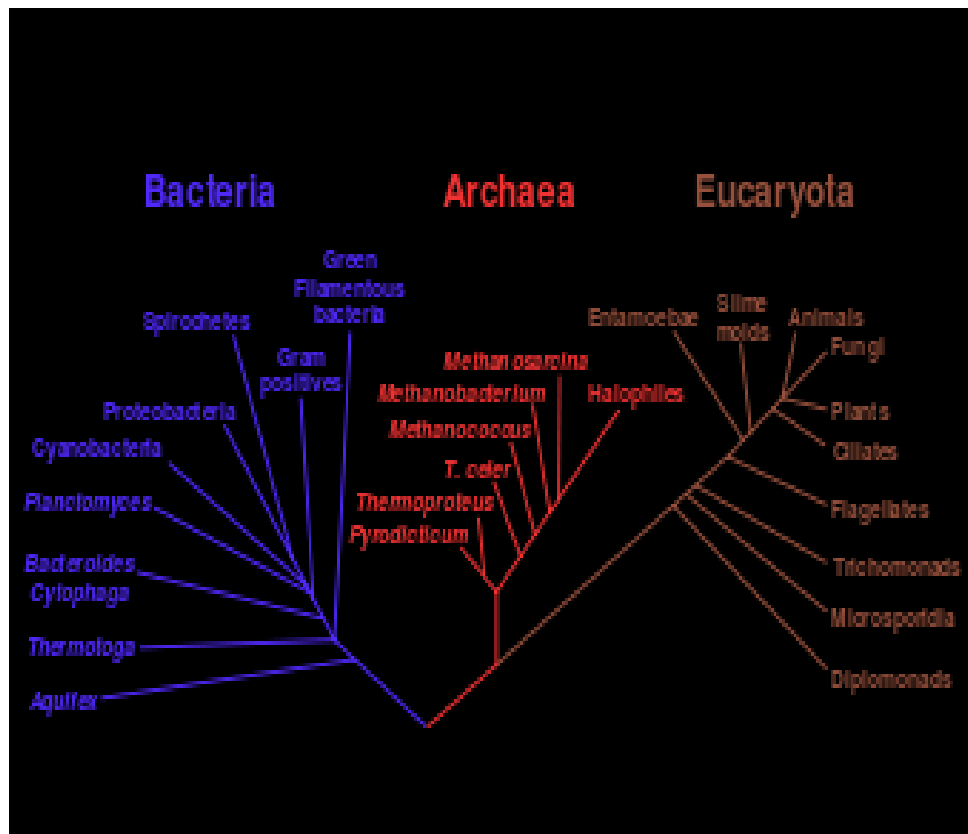 Bacteria
Archaea
Eucaryota
Green
Filamentous
bacteria
Spirochetes
Gram
positives
Proteobacteria
Cyanobacteria
Planctomyces
Bacteroides
Cytophaga
Thermotoga
Aquifex
Methanosarcina
Methanobacterium
Halophiles
Methanococcus
T. celer
Thermoproteus
Pyrodicticum
Entamoebae
Slime
molds
Animals
Fungi
Plants
Ciliates
Flagellates
Trichomonads
Microsporidia
Diplomonads